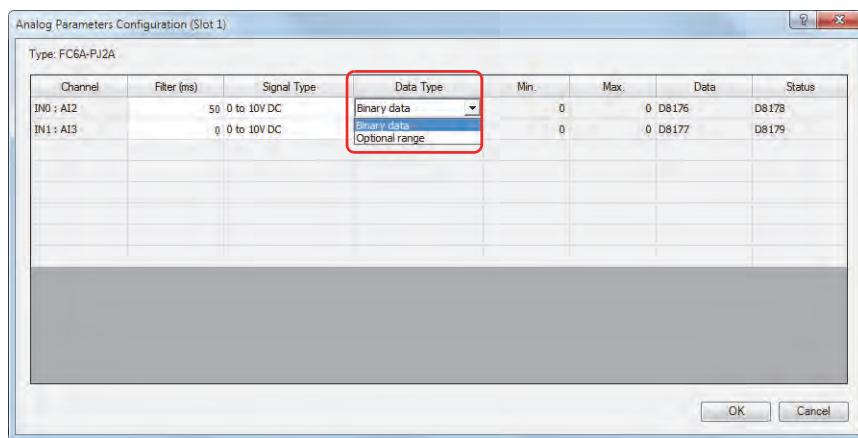 Analog Parameters Configuration (Slot 1)
Type: FC6A-PJ2A
Channel Filter (ms) Signal Type Data Type Min. Max. Data Status
IN0 : AI2 50 0 to 10V DC Binary data 0 0 D8176 D8178
IN1 : AI3 0 0 to 10V DC Binary data 0 0 D8177 D8179
Optional range
OK Cancel